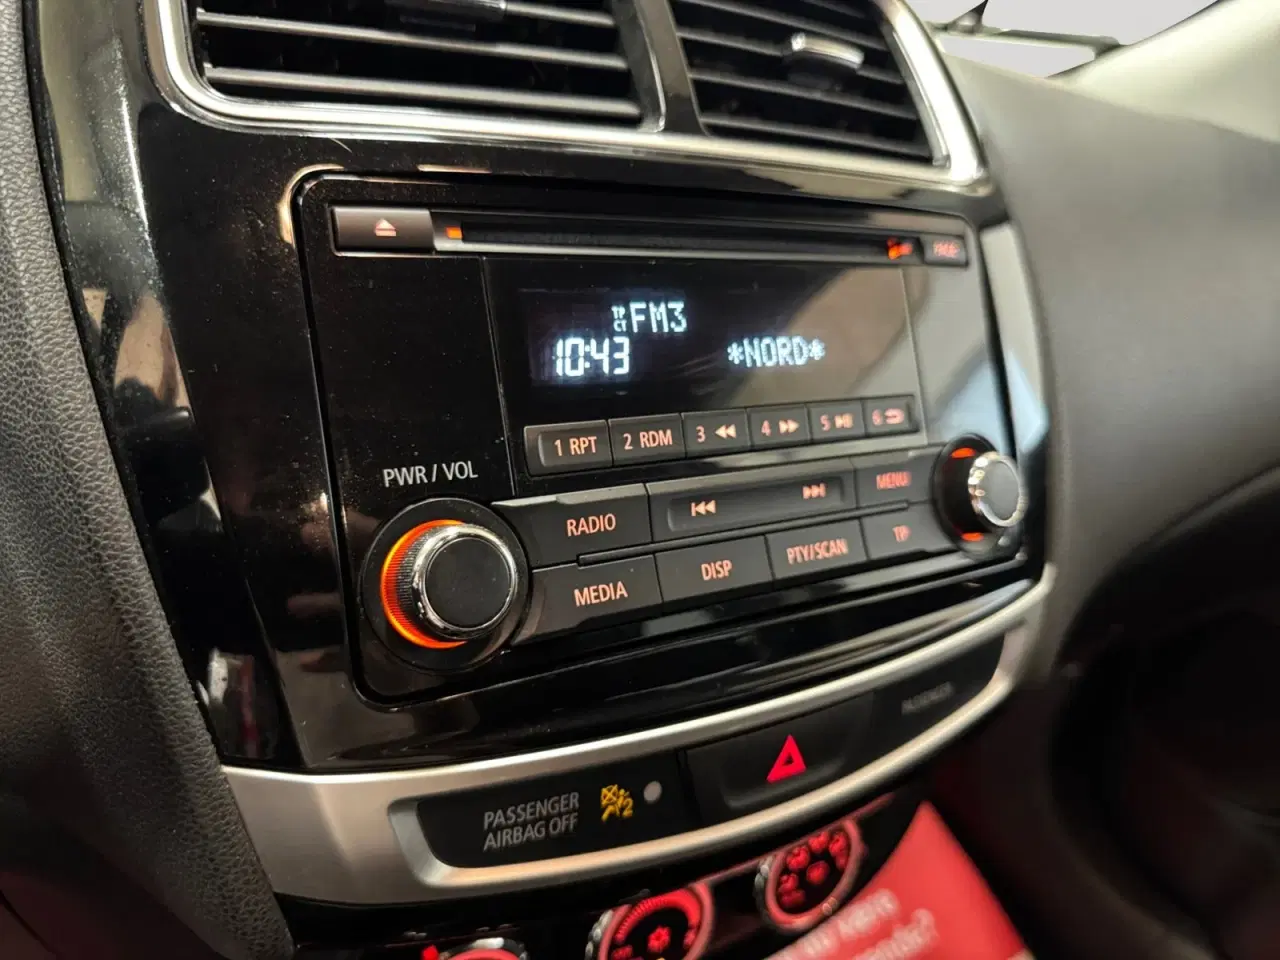 TP
CT
FM3
10:43
*NORD*
1 RPT
2 RDM
3
4
5
6
PWR / VOL
RADIO
MENU
MEDIA
DISP
PTY/SCAN
TP
PASSENGER
AIRBAG OFF
2